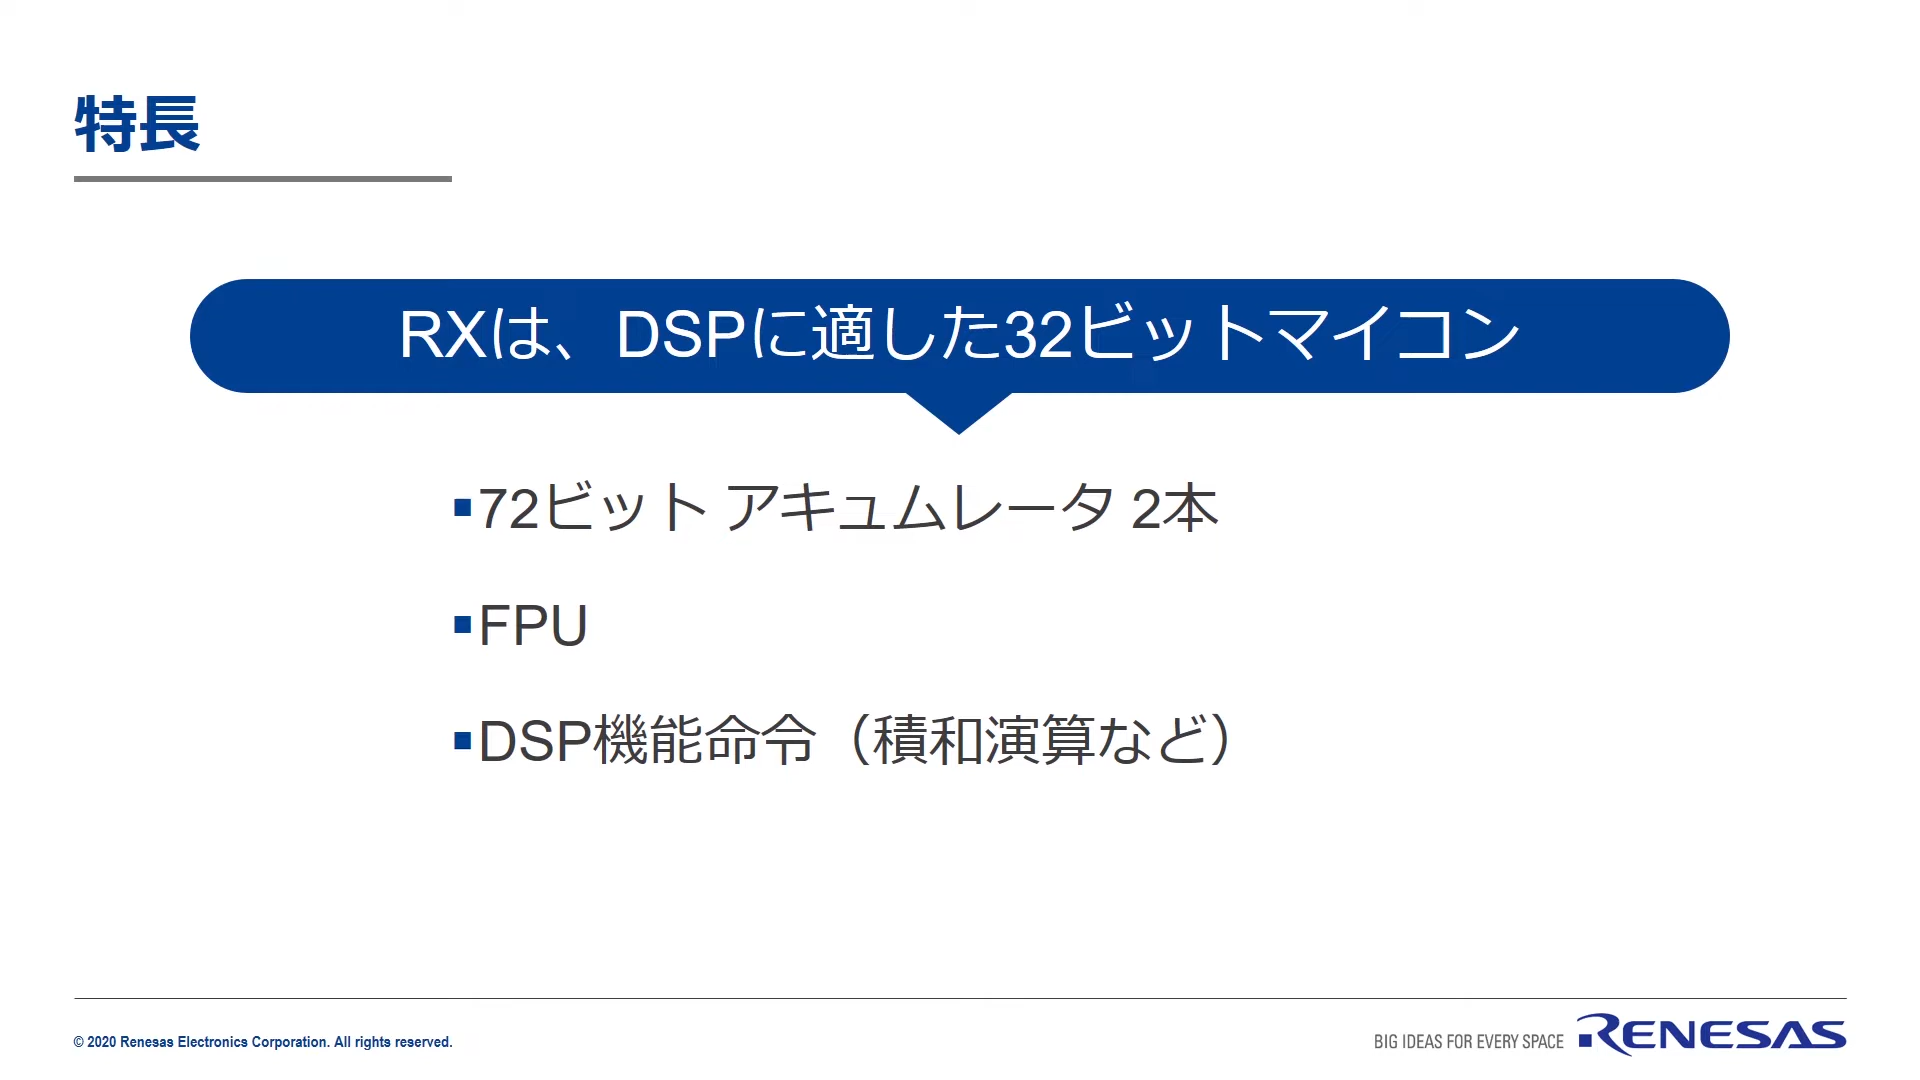 特長
RXは、DSPに適した32ビットマイコン
▪72ビット アキュムレータ 2本
▪FPU
▪DSP機能命令（積和演算など）
© 2020 Renesas Electronics Corporation. All rights reserved.
BIG IDEAS FOR EVERY SPACE RENESAS